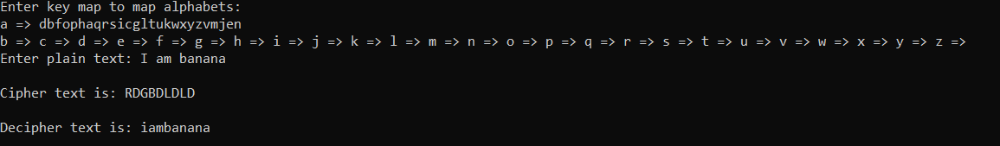 Enter key map to map alphabets:
a => dbfophaqrsicgltukwxyzvmjen
b => c => d => e => f => g => h => i => j => k => l => m => n => o => p => q => r => s => t => u => v => w => x => y => z =>
Enter plain text: I am banana
Cipher text is: RDGBDLDLD
Decipher text is: iambanana